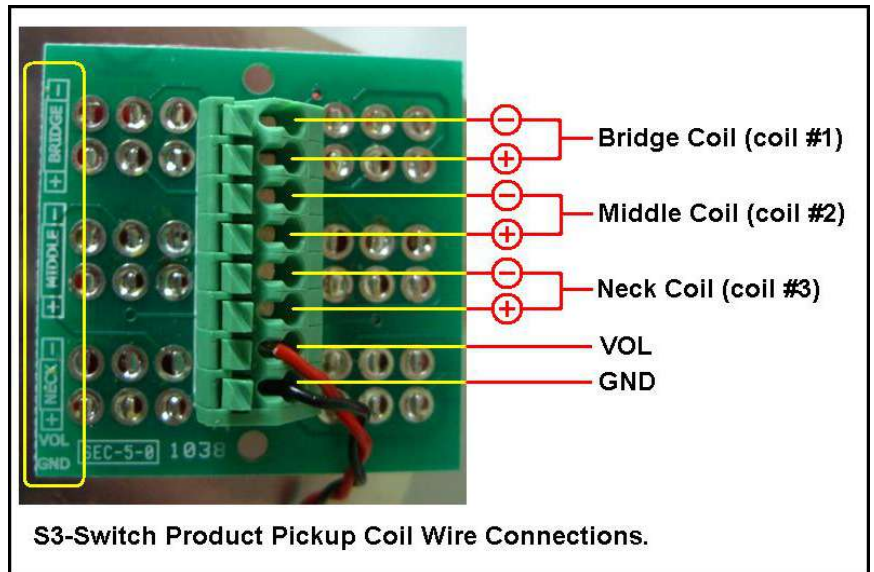 − BRIDGE +
− MIDDLE +
− NECK +
VOL
GND
SEC-5-0 1038
−
+ Bridge Coil (coil #1)
−
+ Middle Coil (coil #2)
−
+ Neck Coil (coil #3)
VOL
GND
S3-Switch Product Pickup Coil Wire Connections.